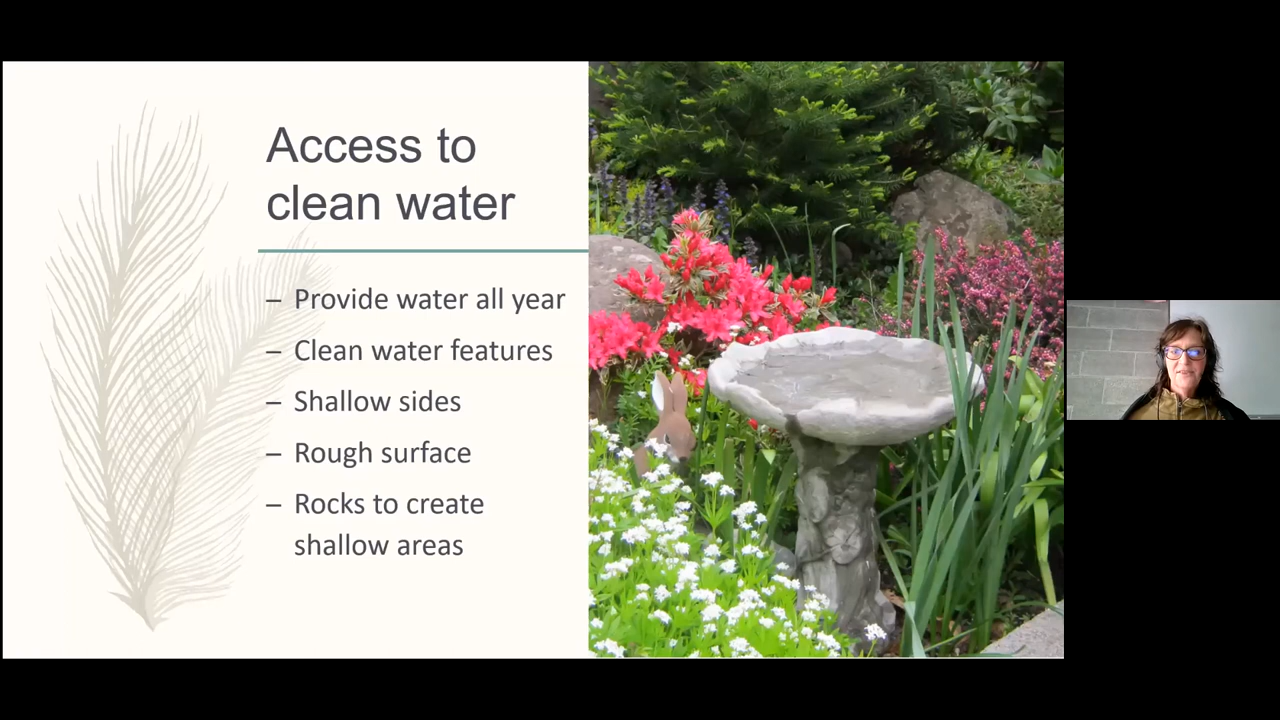 Access to
clean water
– Provide water all year
– Clean water features
– Shallow sides
– Rough surface
– Rocks to create
shallow areas